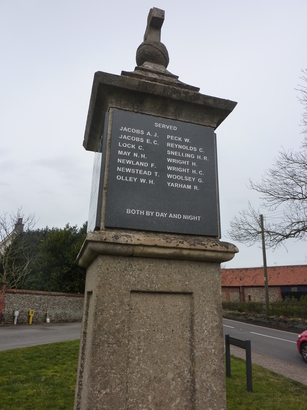 SERVED
JACOBS A. J. PECK W.
JACOBS E. C. REYNOLDS C.
LOCK C. SNELLING H. R.
MAY N. H. WRIGHT H.
NEWLAND F. WRIGHT H. C.
NEWSTEAD T. WOOLSEY G.
OLLEY W. H. YARHAM R.
BOTH BY DAY AND NIGHT